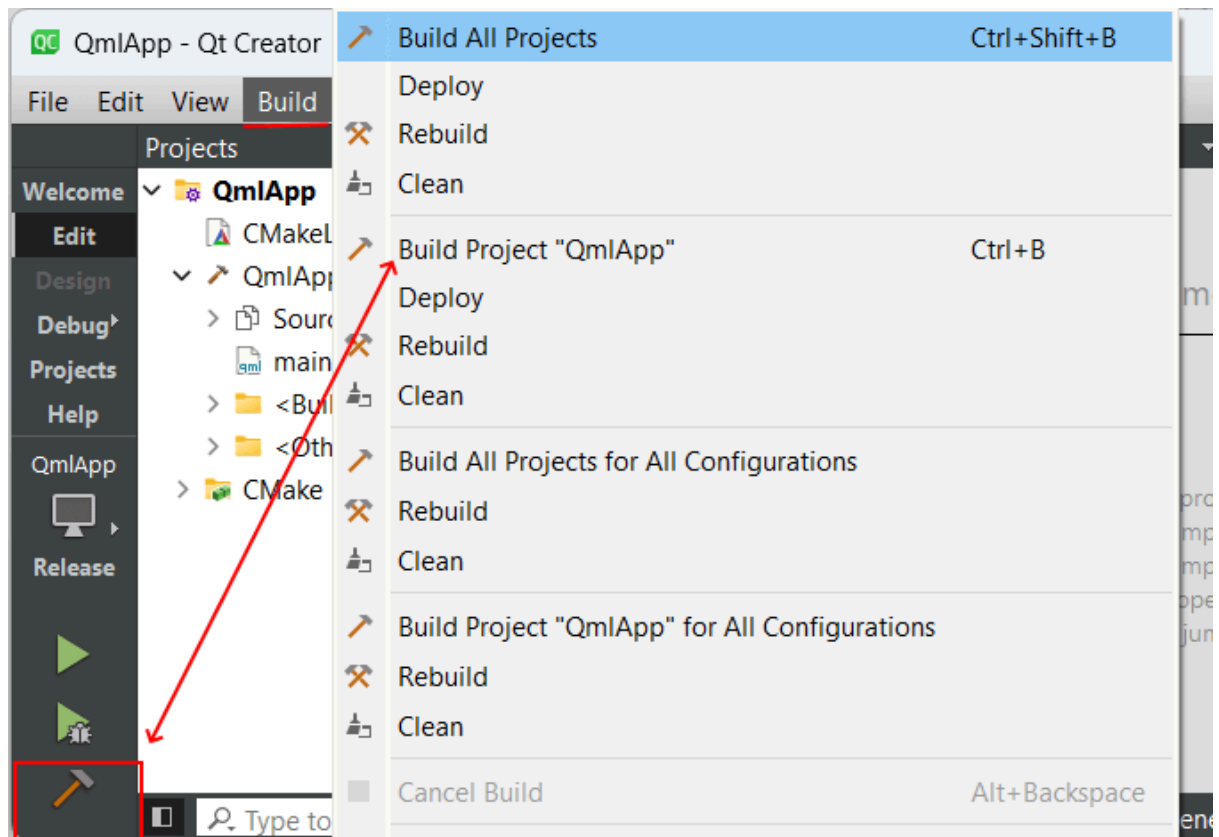 QmlApp - Qt Creator
File Edit View Build
Projects
Welcome
Edit
Design
Debug
Projects
Help
QmlApp
Release
QmlApp
QmlApp
CMake
Type to
Build All Projects Ctrl+Shift+B
Deploy
Rebuild
Clean
Build Project "QmlApp" Ctrl+B
Deploy
Rebuild
Clean
Build All Projects for All Configurations
Rebuild
Clean
Build Project "QmlApp" for All Configurations
Rebuild
Clean
Cancel Build Alt+Backspace